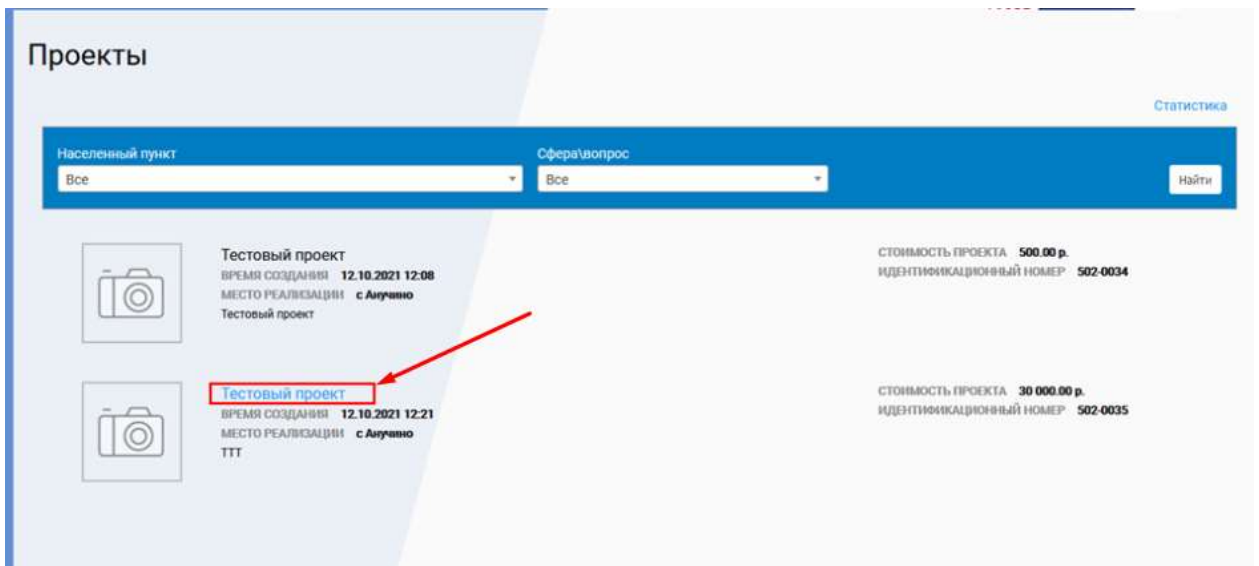 Проекты
Статистика
Населенный пункт
Сфера\вопрос
Все
Все
Найти
Тестовый проект
ВРЕМЯ СОЗДАНИЯ 12.10.2021 12:08
МЕСТО РЕАЛИЗАЦИИ с Анучино
Тестовый проект
СТОИМОСТЬ ПРОЕКТА 500.00 р.
ИДЕНТИФИКАЦИОННЫЙ НОМЕР 502-0034
Тестовый проект
ВРЕМЯ СОЗДАНИЯ 12.10.2021 12:21
МЕСТО РЕАЛИЗАЦИИ с Анучино
ТТТ
СТОИМОСТЬ ПРОЕКТА 30 000.00 р.
ИДЕНТИФИКАЦИОННЫЙ НОМЕР 502-0035